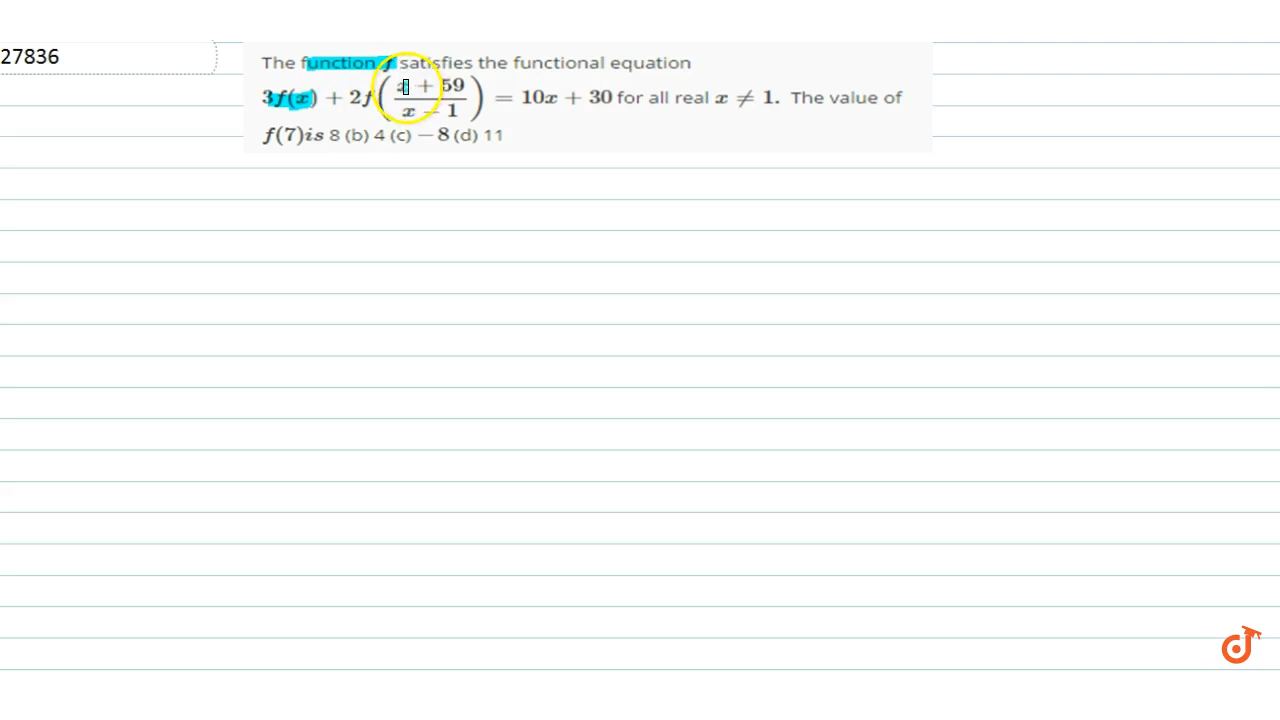 27836
The function f satisfies the functional equation
3f(x) + 2f((x + 59)/(x − 1)) = 10x + 30 for all real x ≠ 1. The value of
f(7)is 8 (b) 4 (c) −8 (d) 11